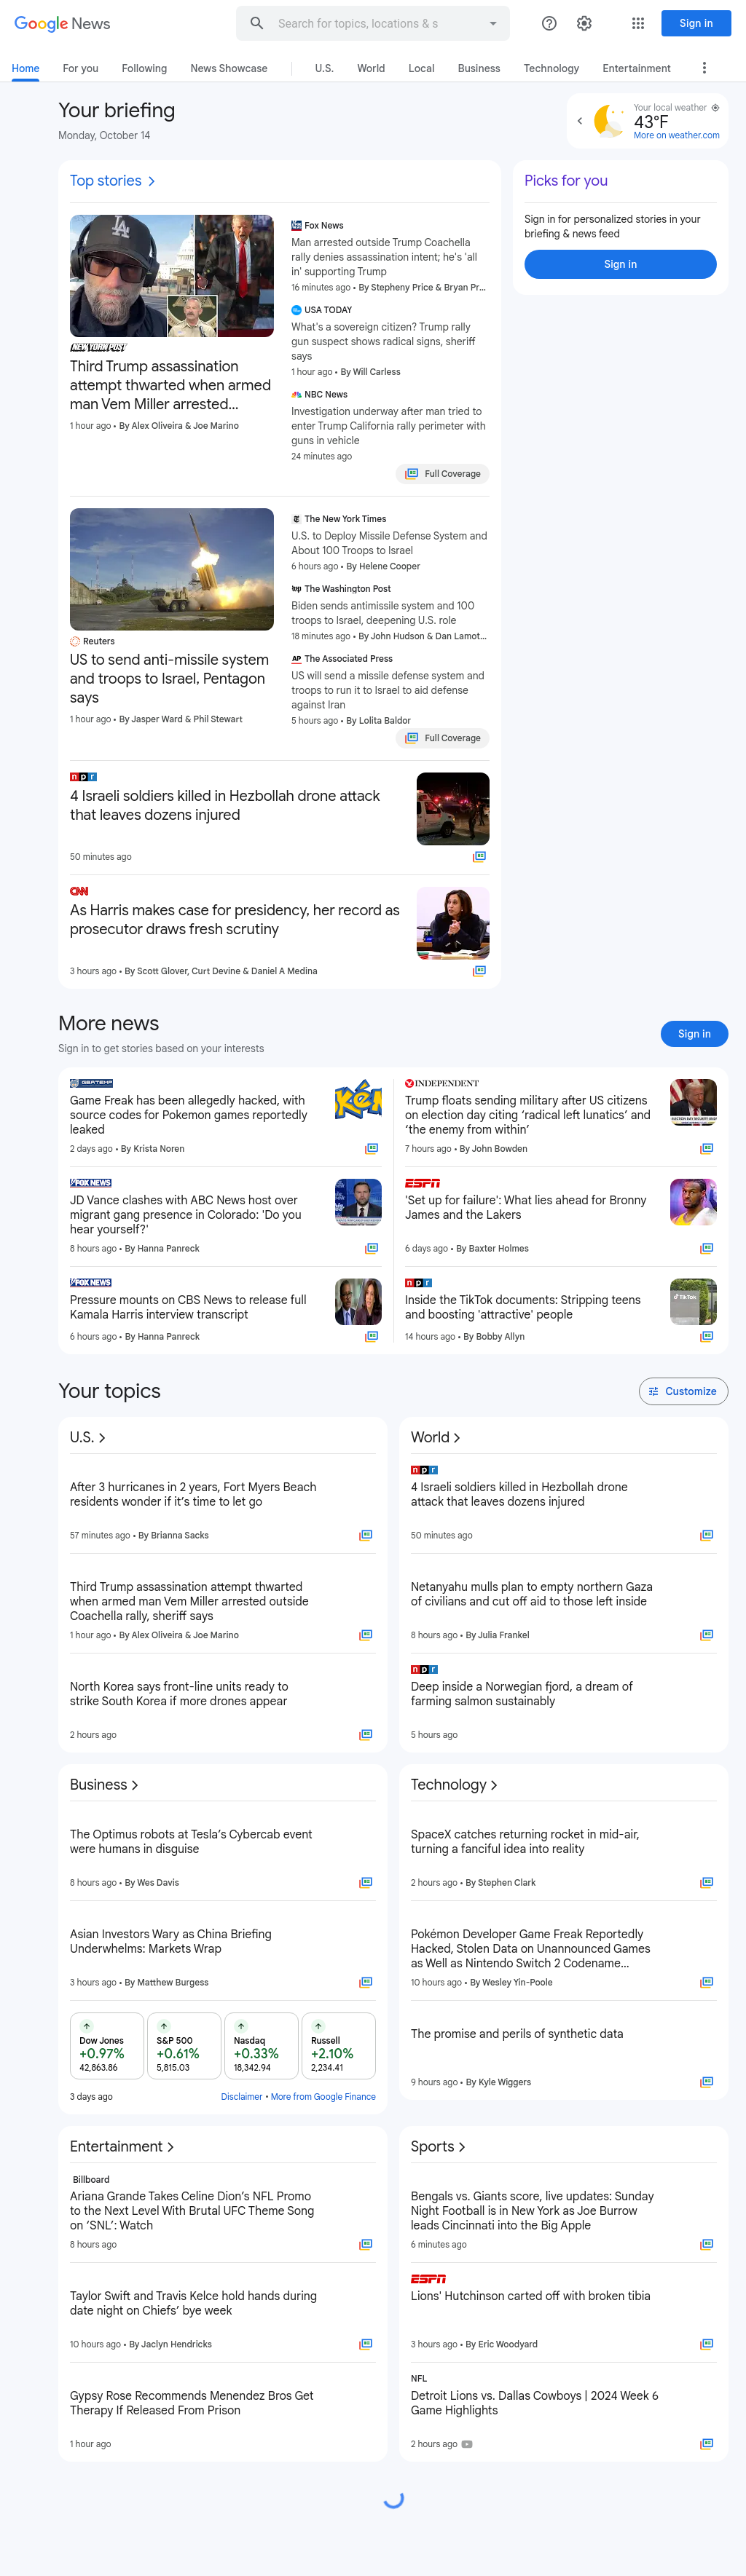 Google News
Search for topics, locations & s
Sign in
Home
For you
Following
News Showcase
U.S.
World
Local
Business
Technology
Entertainment
Your briefing
Monday, October 14
Your local weather
43°F
More on weather.com
Top stories
NEW YORK POST
Third Trump assassination
attempt thwarted when armed
man Vem Miller arrested...
1 hour ago • By Alex Oliveira & Joe Marino
Fox News
Man arrested outside Trump Coachella
rally denies assassination intent; he's 'all
in' supporting Trump
16 minutes ago • By Stepheny Price & Bryan Pr...
USA TODAY
What's a sovereign citizen? Trump rally
gun suspect shows radical signs, sheriff
says
1 hour ago • By Will Carless
NBC News
Investigation underway after man tried to
enter Trump California rally perimeter with
guns in vehicle
24 minutes ago
Full Coverage
Picks for you
Sign in for personalized stories in your
briefing & news feed
Sign in
Reuters
US to send anti-missile system
and troops to Israel, Pentagon
says
1 hour ago • By Jasper Ward & Phil Stewart
The New York Times
U.S. to Deploy Missile Defense System and
About 100 Troops to Israel
6 hours ago • By Helene Cooper
The Washington Post
Biden sends antimissile system and 100
troops to Israel, deepening U.S. role
18 minutes ago • By John Hudson & Dan Lamot...
AP The Associated Press
US will send a missile defense system and
troops to run it to Israel to aid defense
against Iran
5 hours ago • By Lolita Baldor
Full Coverage
npr
4 Israeli soldiers killed in Hezbollah drone attack
that leaves dozens injured
50 minutes ago
CNN
As Harris makes case for presidency, her record as
prosecutor draws fresh scrutiny
3 hours ago • By Scott Glover, Curt Devine & Daniel A Medina
More news
Sign in to get stories based on your interests
Sign in
GBATEMP
Game Freak has been allegedly hacked, with
source codes for Pokemon games reportedly
leaked
2 days ago • By Krista Noren
INDEPENDENT
Trump floats sending military after US citizens
on election day citing ‘radical left lunatics’ and
‘the enemy from within’
7 hours ago • By John Bowden
FOX NEWS
JD Vance clashes with ABC News host over
migrant gang presence in Colorado: 'Do you
hear yourself?'
8 hours ago • By Hanna Panreck
ESPN
'Set up for failure': What lies ahead for Bronny
James and the Lakers
6 days ago • By Baxter Holmes
FOX NEWS
Pressure mounts on CBS News to release full
Kamala Harris interview transcript
6 hours ago • By Hanna Panreck
npr
Inside the TikTok documents: Stripping teens
and boosting 'attractive' people
14 hours ago • By Bobby Allyn
TikTok
Your topics
Customize
U.S.
After 3 hurricanes in 2 years, Fort Myers Beach
residents wonder if it’s time to let go
57 minutes ago • By Brianna Sacks
Third Trump assassination attempt thwarted
when armed man Vem Miller arrested outside
Coachella rally, sheriff says
1 hour ago • By Alex Oliveira & Joe Marino
North Korea says front-line units ready to
strike South Korea if more drones appear
2 hours ago
World
npr
4 Israeli soldiers killed in Hezbollah drone
attack that leaves dozens injured
50 minutes ago
Netanyahu mulls plan to empty northern Gaza
of civilians and cut off aid to those left inside
8 hours ago • By Julia Frankel
npr
Deep inside a Norwegian fjord, a dream of
farming salmon sustainably
5 hours ago
Business
The Optimus robots at Tesla’s Cybercab event
were humans in disguise
8 hours ago • By Wes Davis
Asian Investors Wary as China Briefing
Underwhelms: Markets Wrap
3 hours ago • By Matthew Burgess
Dow Jones
+0.97%
42,863.86
S&P 500
+0.61%
5,815.03
Nasdaq
+0.33%
18,342.94
Russell
+2.10%
2,234.41
3 days ago
Disclaimer • More from Google Finance
Technology
SpaceX catches returning rocket in mid-air,
turning a fanciful idea into reality
2 hours ago • By Stephen Clark
Pokémon Developer Game Freak Reportedly
Hacked, Stolen Data on Unannounced Games
as Well as Nintendo Switch 2 Codename...
10 hours ago • By Wesley Yin-Poole
The promise and perils of synthetic data
9 hours ago • By Kyle Wiggers
Entertainment
Billboard
Ariana Grande Takes Celine Dion’s NFL Promo
to the Next Level With Brutal UFC Theme Song
on ‘SNL’: Watch
8 hours ago
Taylor Swift and Travis Kelce hold hands during
date night on Chiefs’ bye week
10 hours ago • By Jaclyn Hendricks
Gypsy Rose Recommends Menendez Bros Get
Therapy If Released From Prison
1 hour ago
Sports
Bengals vs. Giants score, live updates: Sunday
Night Football is in New York as Joe Burrow
leads Cincinnati into the Big Apple
6 minutes ago
ESPN
Lions' Hutchinson carted off with broken tibia
3 hours ago • By Eric Woodyard
NFL
Detroit Lions vs. Dallas Cowboys | 2024 Week 6
Game Highlights
2 hours ago